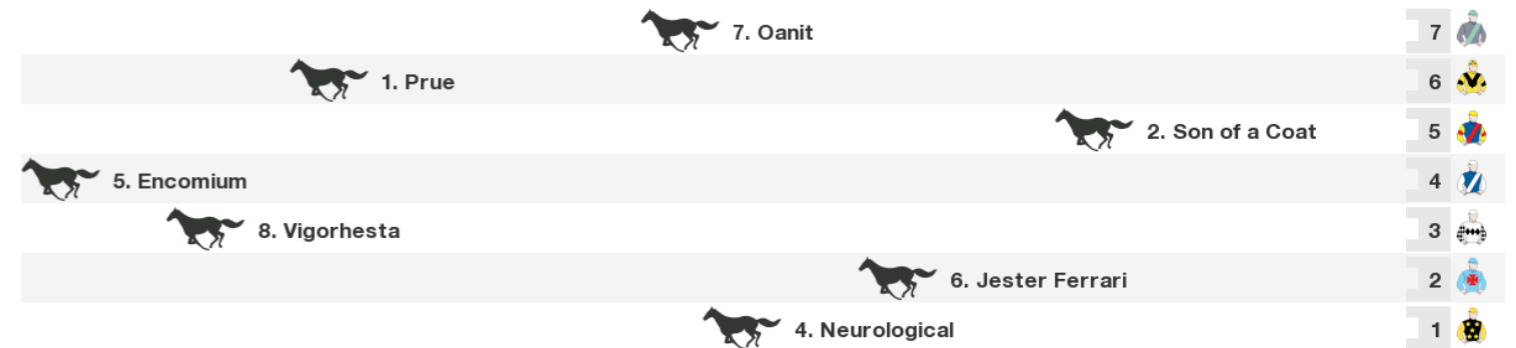 7. Oanit 7
1. Prue 6
2. Son of a Coat 5
5. Encomium 4
8. Vigorhesta 3
6. Jester Ferrari 2
4. Neurological 1